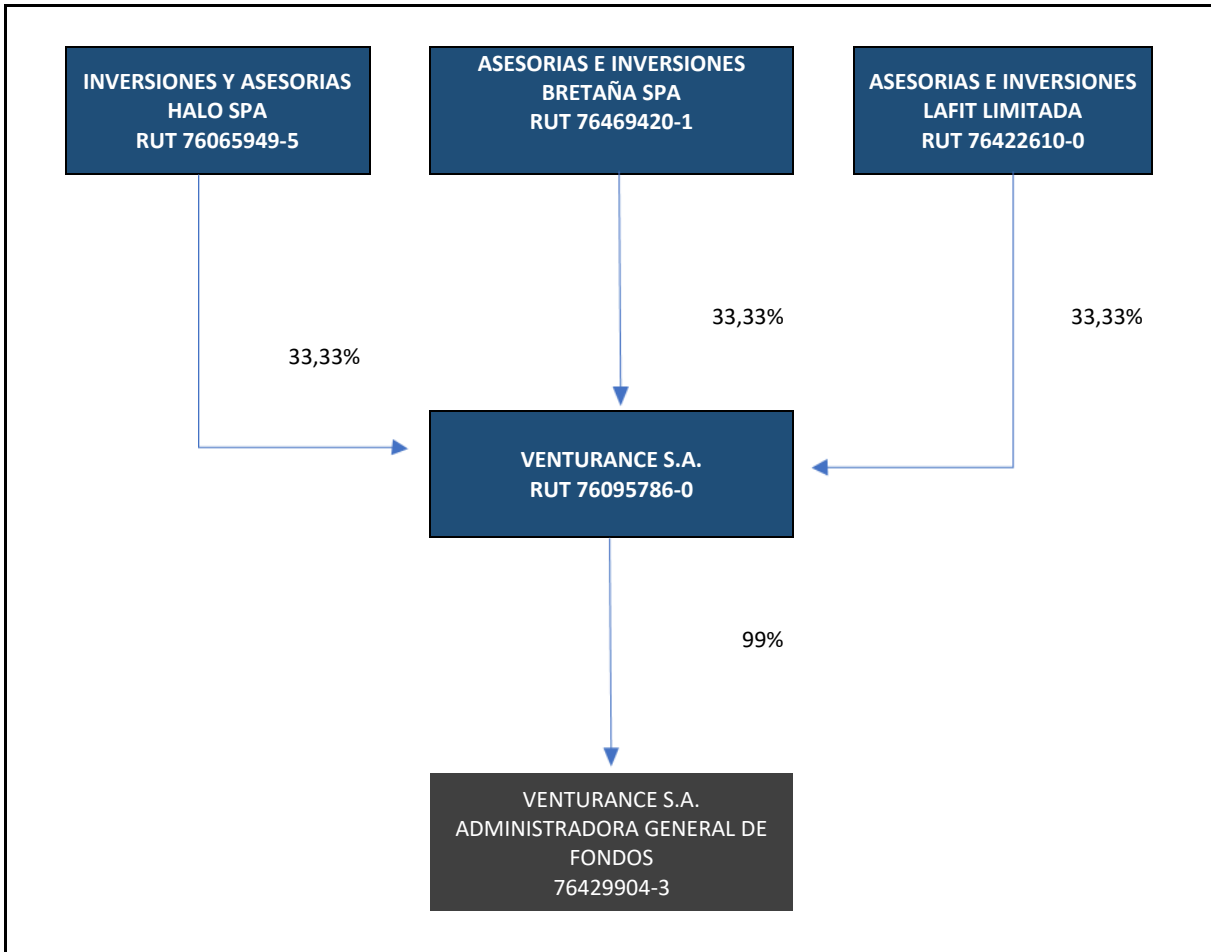 INVERSIONES Y ASESORIAS
HALO SPA
RUT 76065949-5
ASESORIAS E INVERSIONES
BRETAÑA SPA
RUT 76469420-1
ASESORIAS E INVERSIONES
LAFIT LIMITADA
RUT 76422610-0
33,33%
33,33%
33,33%
VENTURANCE S.A.
RUT 76095786-0
99%
VENTURANCE S.A.
ADMINISTRADORA GENERAL DE
FONDOS
76429904-3